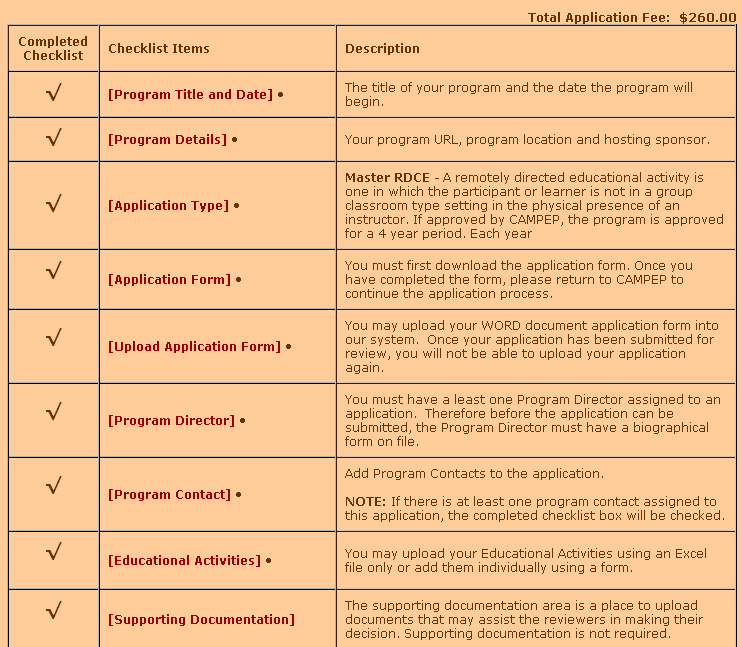 Total Application Fee:  $260.00
Completed Checklist Items Description
Checklist
√ [Program Title and Date] • The title of your program and the date the program will
begin.
√ [Program Details] • Your program URL, program location and hosting sponsor.
Master RDCE - A remotely directed educational activity is
one in which the participant or learner is not in a group
√ [Application Type] • classroom type setting in the physical presence of an
instructor. If approved by CAMPEP, the program is approved
for a 4 year period. Each year
You must first download the application form. Once you
√ [Application Form] • have completed the form, please return to CAMPEP to
continue the application process.
You may upload your WORD document application form into
our system.  Once your application has been submitted for
√ [Upload Application Form] • review, you will not be able to upload your application
again.
You must have a least one Program Director assigned to an
application.  Therefore before the application can be
√ [Program Director] • submitted, the Program Director must have a biographical
form on file.
Add Program Contacts to the application.
√ [Program Contact] • NOTE: If there is at least one program contact assigned to
this application, the completed checklist box will be checked.
√ [Educational Activities] • You may upload your Educational Activities using an Excel
file only or add them individually using a form.
The supporting documentation area is a place to upload
√ [Supporting Documentation] documents that may assist the reviewers in making their
decision. Supporting documentation is not required.